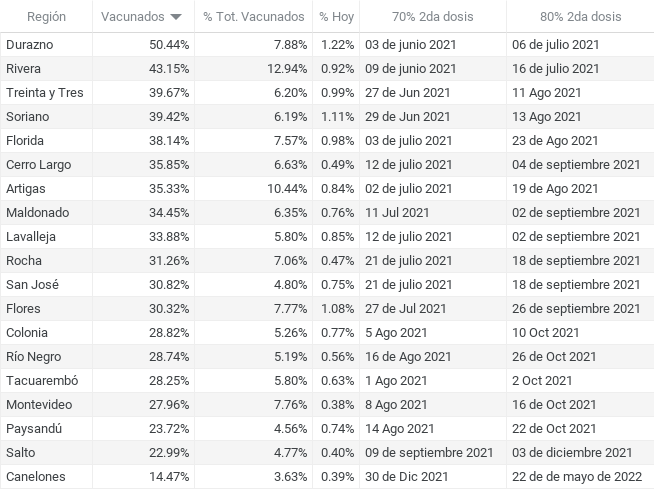 Región Vacunados % Tot. Vacunados % Hoy 70% 2da dosis 80% 2da dosis
Durazno 50.44% 7.88% 1.22% 03 de junio 2021 06 de julio 2021
Rivera 43.15% 12.94% 0.92% 09 de junio 2021 16 de julio 2021
Treinta y Tres 39.67% 6.20% 0.99% 27 de Jun 2021 11 Ago 2021
Soriano 39.42% 6.19% 1.11% 29 de Jun 2021 13 Ago 2021
Florida 38.14% 7.57% 0.98% 03 de julio 2021 23 de Ago 2021
Cerro Largo 35.85% 6.63% 0.49% 12 de julio 2021 04 de septiembre 2021
Artigas 35.33% 10.44% 0.84% 02 de julio 2021 19 de Ago 2021
Maldonado 34.45% 6.35% 0.76% 11 Jul 2021 02 de septiembre 2021
Lavalleja 33.88% 5.80% 0.85% 12 de julio 2021 02 de septiembre 2021
Rocha 31.26% 7.06% 0.47% 21 de julio 2021 18 de septiembre 2021
San José 30.82% 4.80% 0.75% 21 de julio 2021 18 de septiembre 2021
Flores 30.32% 7.77% 1.08% 27 de Jul 2021 26 de septiembre 2021
Colonia 28.82% 5.26% 0.77% 5 Ago 2021 10 Oct 2021
Río Negro 28.74% 5.19% 0.56% 16 de Ago 2021 26 de Oct 2021
Tacuarembó 28.25% 5.80% 0.63% 1 Ago 2021 2 Oct 2021
Montevideo 27.96% 7.76% 0.38% 8 Ago 2021 16 de Oct 2021
Paysandú 23.72% 4.56% 0.74% 14 Ago 2021 22 de Oct 2021
Salto 22.99% 4.77% 0.40% 09 de septiembre 2021 03 de diciembre 2021
Canelones 14.47% 3.63% 0.39% 30 de Dic 2021 22 de de mayo de 2022